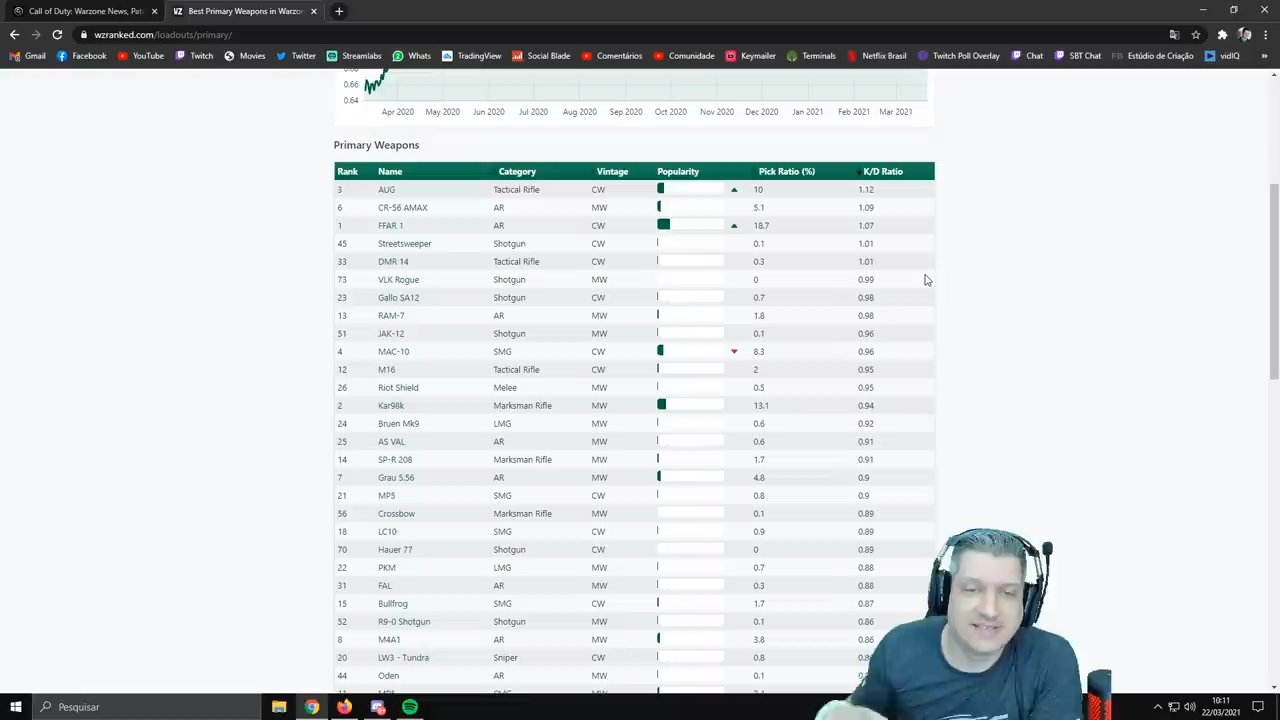 Call of Duty: Warzone News, Pat
Best Primary Weapons in Warzor
wzranked.com/loadouts/primary/
Gmail Facebook YouTube Twitch Movies Twitter Streamlabs Whats TradingView Social Blade Comentários Comunidade Keymailer Terminals Netflix Brasil Twitch Poll Overlay Chat SBT Chat Estúdio de Criação vidIQ
0.68
0.66
0.64
Apr 2020 May 2020 Jun 2020 Jul 2020 Aug 2020 Sep 2020 Oct 2020 Nov 2020 Dec 2020 Jan 2021 Feb 2021 Mar 2021
Primary Weapons
Rank Name Category Vintage Popularity Pick Ratio (%) K/D Ratio
3 AUG Tactical Rifle CW 10 1.12
6 CR-56 AMAX AR MW 5.1 1.09
1 FFAR 1 AR CW 18.7 1.07
45 Streetsweeper Shotgun CW 0.1 1.01
33 DMR 14 Tactical Rifle CW 0.3 1.01
73 VLK Rogue Shotgun MW 0 0.99
23 Gallo SA12 Shotgun CW 0.7 0.98
13 RAM-7 AR MW 1.8 0.98
51 JAK-12 Shotgun MW 0.1 0.96
4 MAC-10 SMG CW 8.3 0.96
12 M16 Tactical Rifle CW 2 0.95
26 Riot Shield Melee MW 0.5 0.95
2 Kar98k Marksman Rifle MW 13.1 0.94
24 Bruen Mk9 LMG MW 0.6 0.92
25 AS VAL AR MW 0.6 0.91
14 SP-R 208 Marksman Rifle MW 1.7 0.91
7 Grau 5.56 AR MW 4.8 0.9
21 MP5 SMG CW 0.8 0.9
56 Crossbow Marksman Rifle MW 0.1 0.89
18 LC10 SMG CW 0.9 0.89
70 Hauer 77 Shotgun CW 0 0.89
22 PKM LMG MW 0.7 0.88
31 FAL AR MW 0.3 0.88
15 Bullfrog SMG CW 1.7 0.87
52 R9-0 Shotgun Shotgun MW 0.1 0.86
8 M4A1 AR MW 3.8 0.86
20 LW3 - Tundra Sniper CW 0.8
44 Oden AR MW 0.1
Pesquisar
10:11
22/03/2021